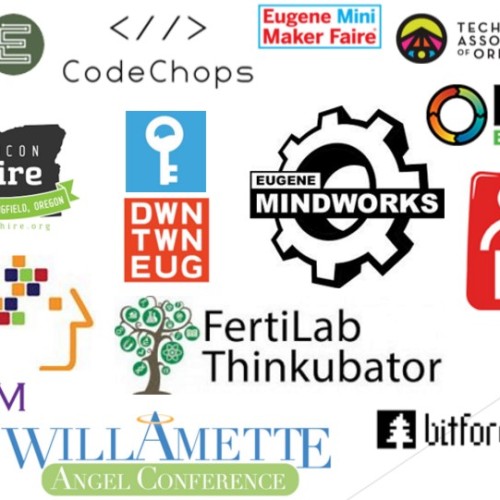 E
<///>
CodeChops
Eugene Mini
Maker Faire
TECH
ASSO
OF OR
CON
ire
GFIELD, OREGON
hire.org
DWN
TWN
EUG
EUGENE
MINDWORKS
FertiLab
Thinkubator
M
WILLAMETTE
ANGEL CONFERENCE
bitfor